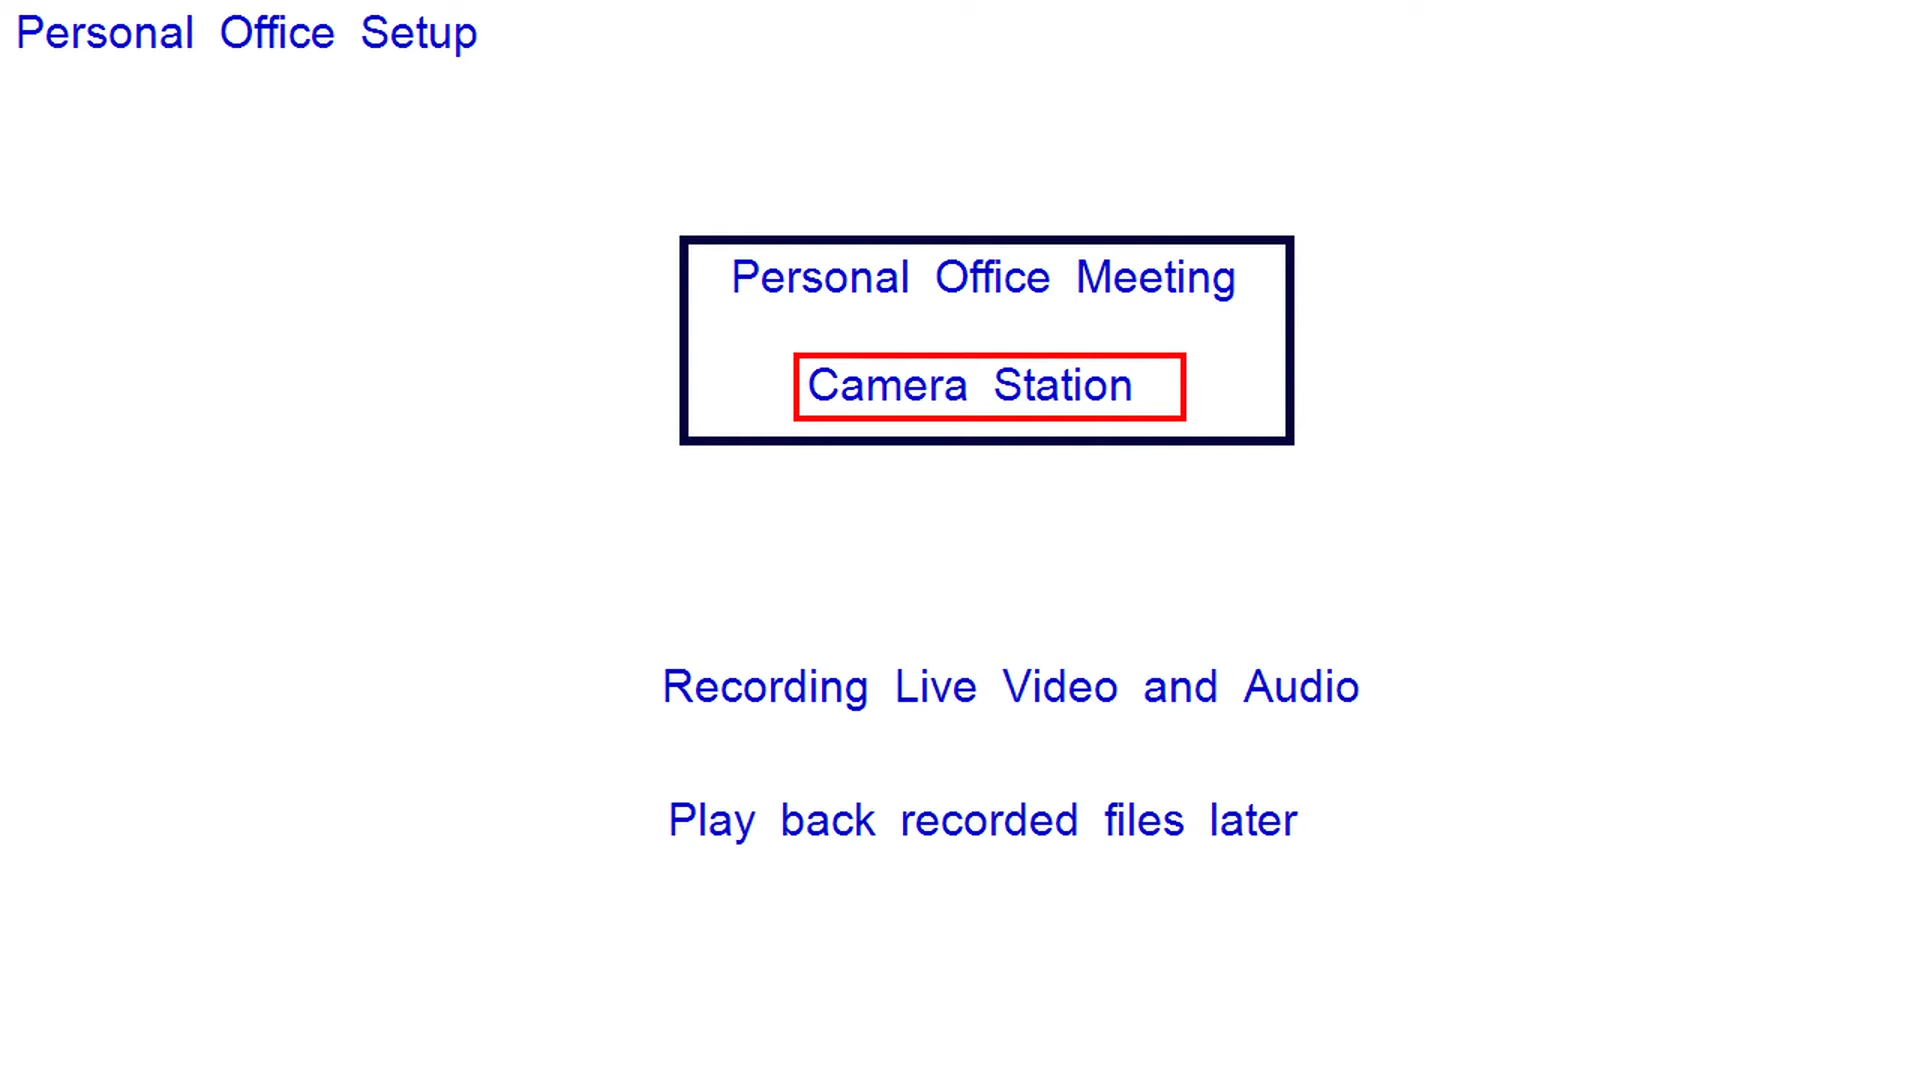 Personal Office Setup
Personal Office Meeting
Camera Station
Recording Live Video and Audio
Play back recorded files later